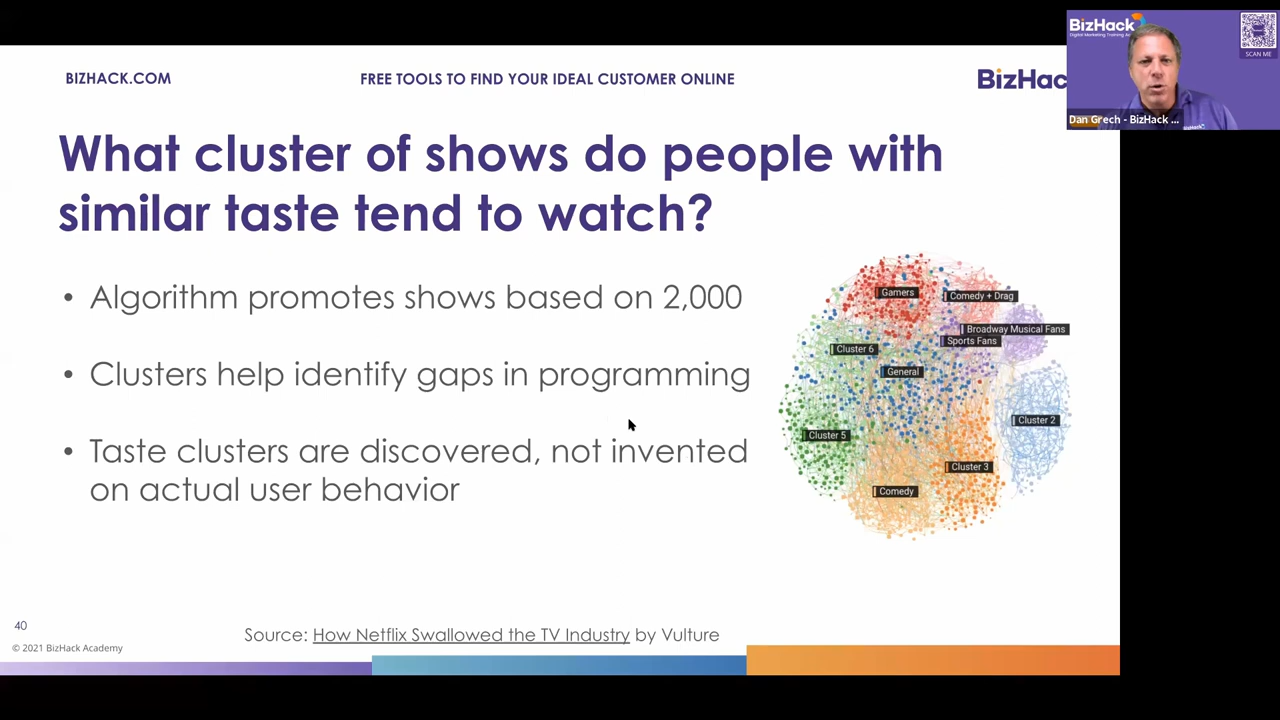 BIZHACK.COM
FREE TOOLS TO FIND YOUR IDEAL CUSTOMER ONLINE
BizHac
BizHack
SCAN ME
Dan Grech - BizHack ...
What cluster of shows do people with
similar taste tend to watch?
• Algorithm promotes shows based on 2,000
• Clusters help identify gaps in programming
• Taste clusters are discovered, not invented
on actual user behavior
Gamers
Comedy + Drag
Broadway Musical Fans
Sports Fans
Cluster 6
General
Cluster 2
Cluster 5
Cluster 3
Comedy
40
Source: How Netflix Swallowed the TV Industry by Vulture
© 2021 BizHack Academy